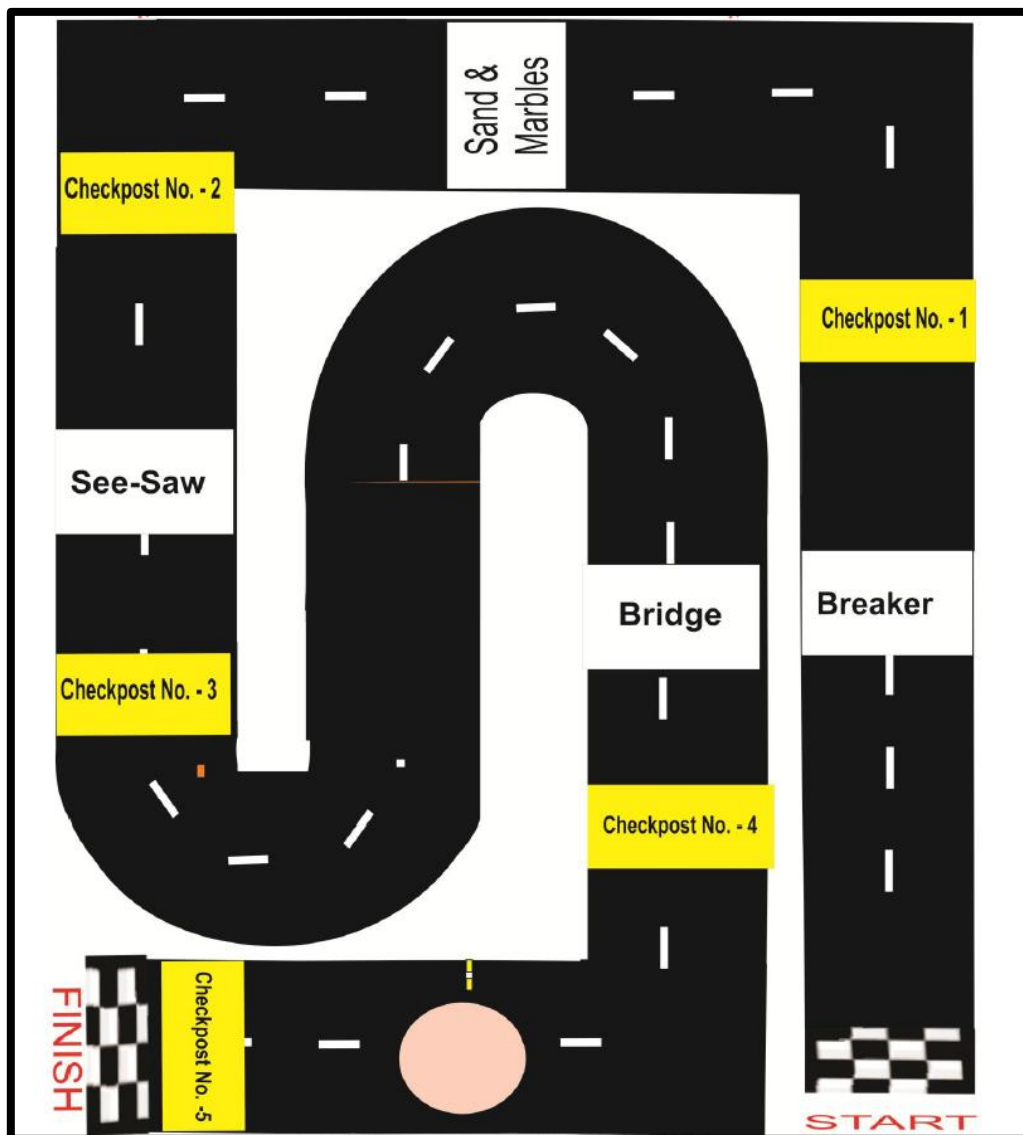 Sand &
Marbles
Checkpost No. - 2
Checkpost No. - 1
See-Saw
Bridge
Breaker
Checkpost No. - 3
Checkpost No. - 4
FINISH
Checkpost No. -5
START